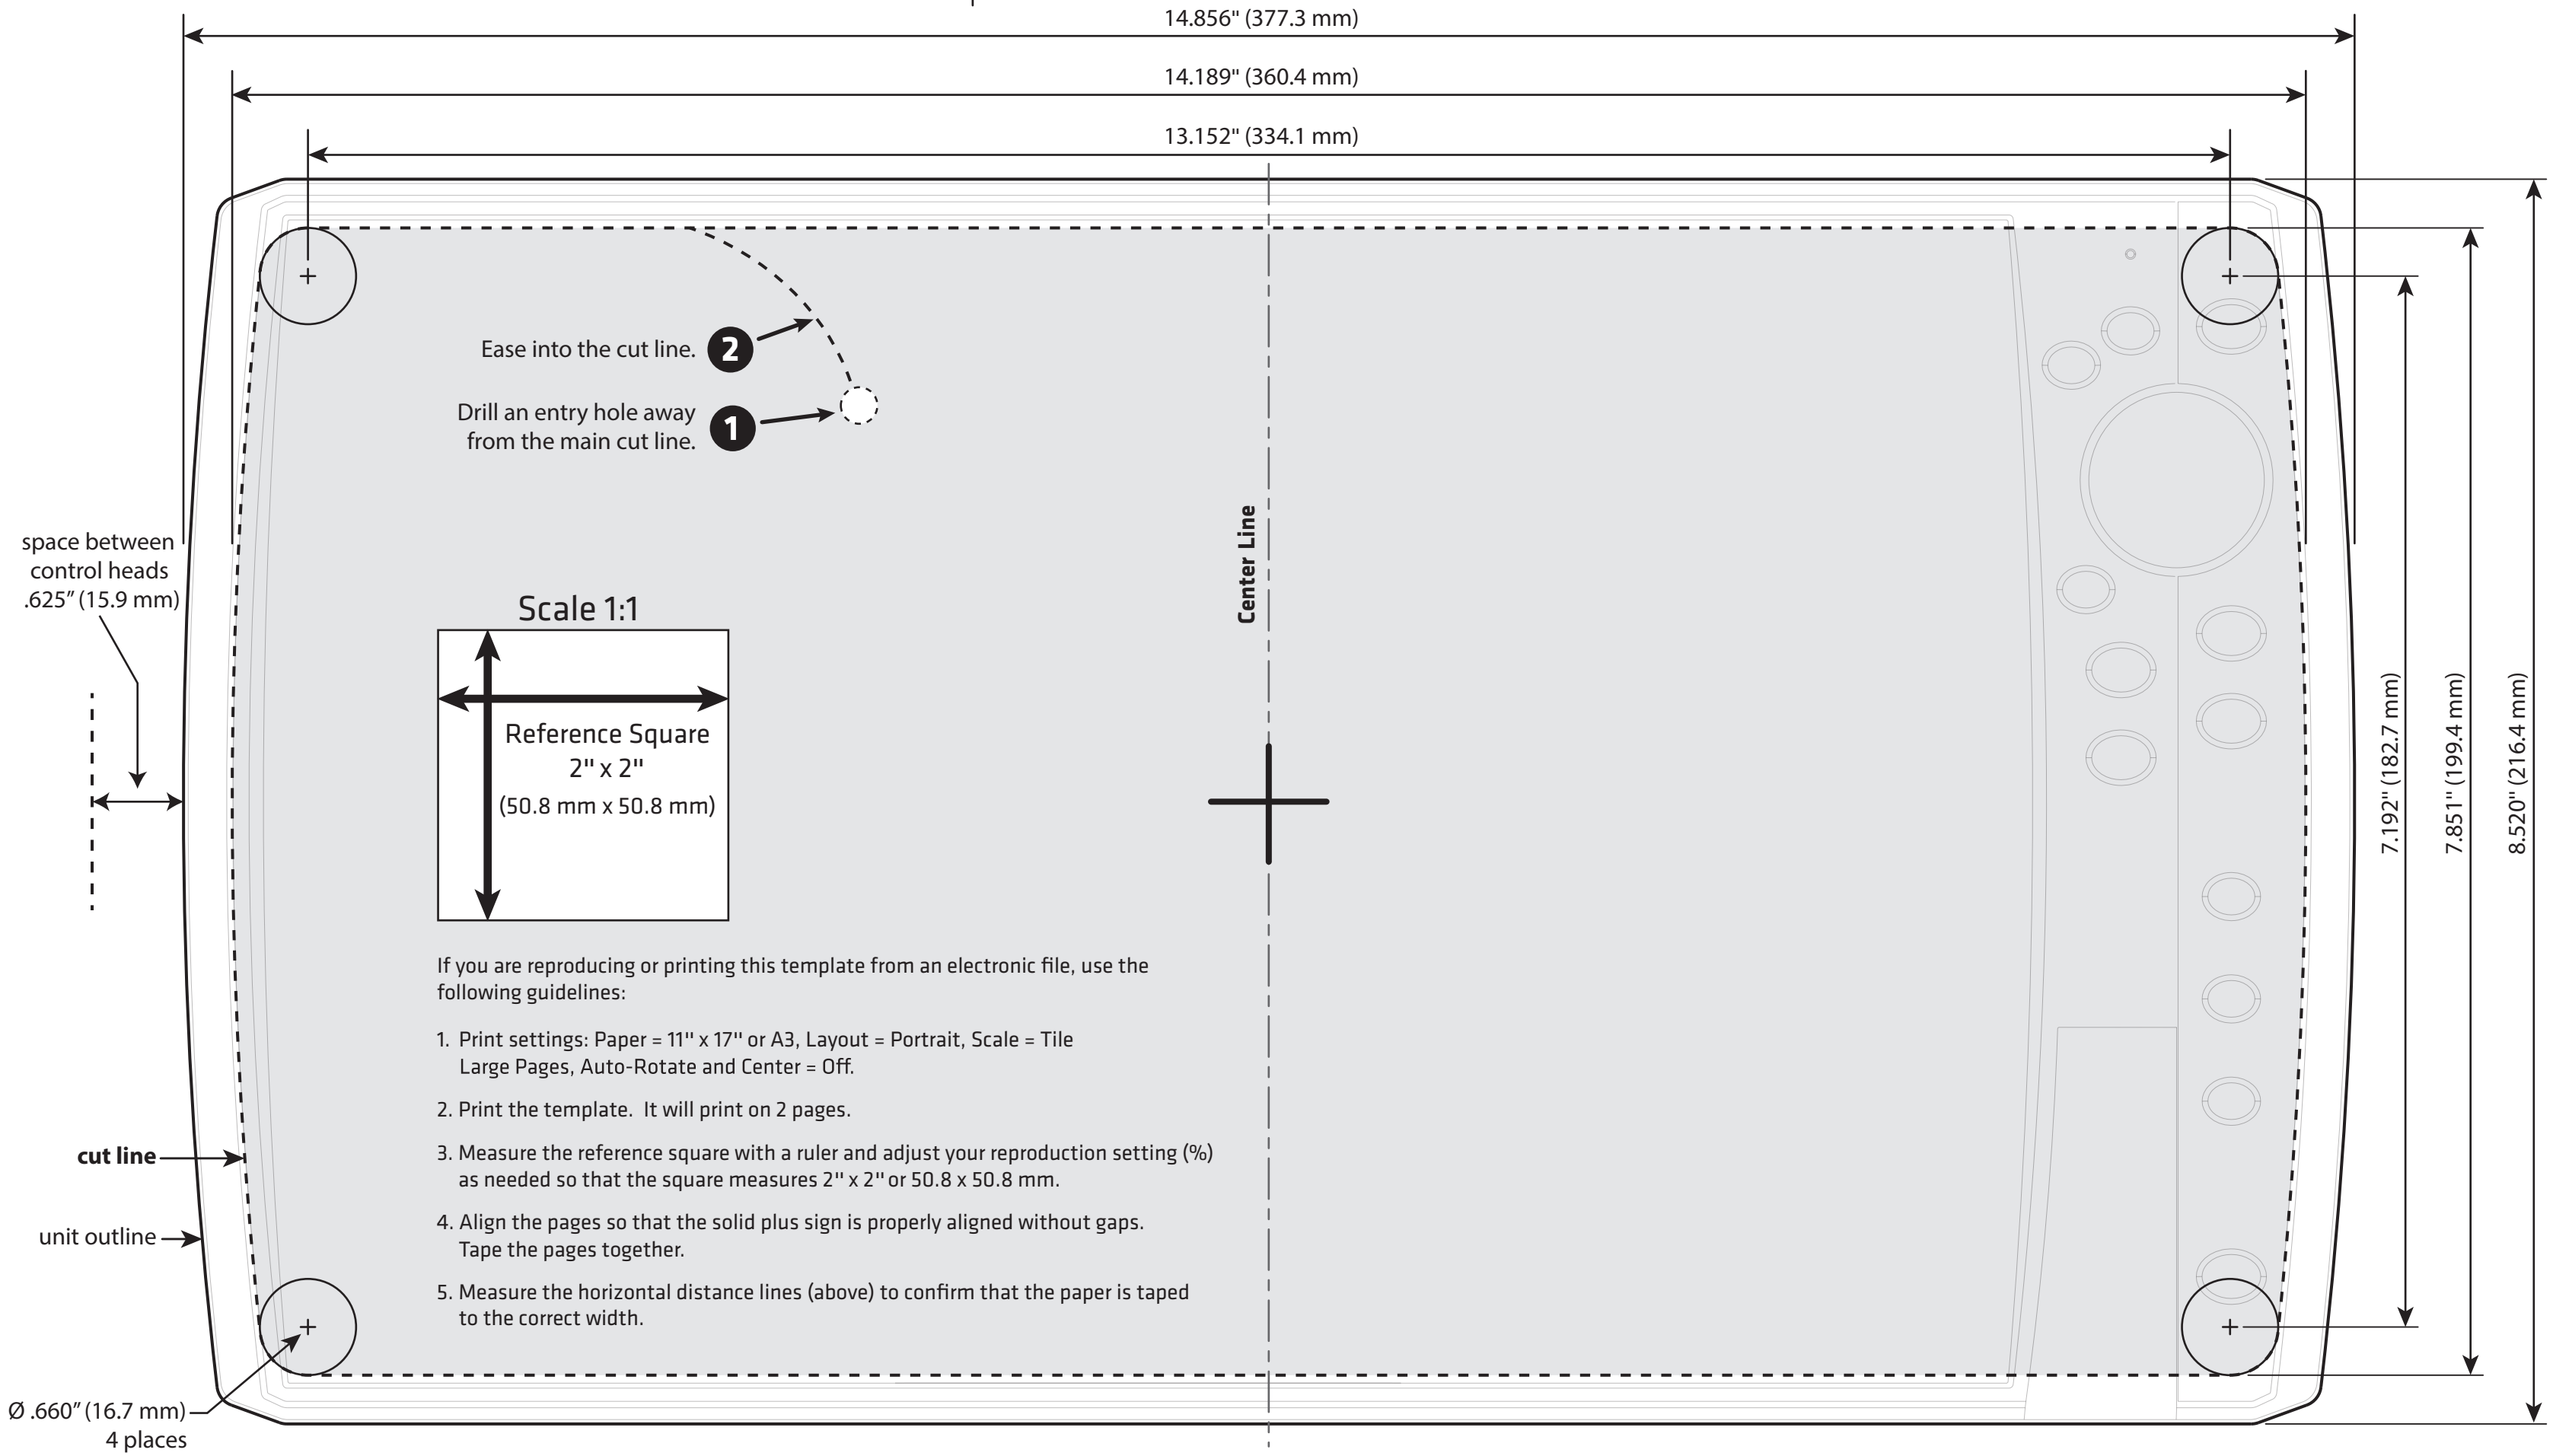 14.856" (377.3 mm)
14.189" (360.4 mm)
13.152" (334.1 mm)
Ease into the cut line.
2
Drill an entry hole away
from the main cut line.
1
space between
control heads
.625” (15.9 mm)
Center Line
Scale 1:1
Reference Square
2" x 2"
(50.8 mm x 50.8 mm)
7.192" (182.7 mm)
7.851" (199.4 mm)
8.520" (216.4 mm)
If you are reproducing or printing this template from an electronic file, use the
following guidelines:
1. Print settings: Paper = 11" x 17" or A3, Layout = Portrait, Scale = Tile
Large Pages, Auto-Rotate and Center = Off.
2. Print the template.  It will print on 2 pages.
3. Measure the reference square with a ruler and adjust your reproduction setting (%)
as needed so that the square measures 2" x 2" or 50.8 x 50.8 mm.
4. Align the pages so that the solid plus sign is properly aligned without gaps.
Tape the pages together.
5. Measure the horizontal distance lines (above) to confirm that the paper is taped
to the correct width.
cut line
unit outline
Ø .660” (16.7 mm)
4 places